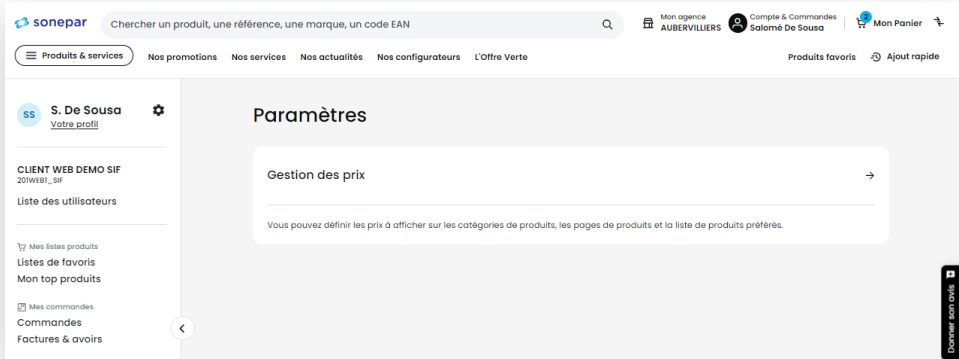 sonepar
Chercher un produit, une référence, une marque, un code EAN
Mon agence
AUBERVILLIERS
Compte & Commandes
Salomé De Sousa
2
Mon Panier
Produits & services
Nos promotions
Nos services
Nos actualités
Nos configurateurs
L'Offre Verte
Produits favoris
Ajout rapide
SS
S. De Sousa
Votre profil
CLIENT WEB DEMO SIF
201WEB1_SIF
Liste des utilisateurs
Mes listes produits
Listes de favoris
Mon top produits
Mes commandes
Commandes
Factures & avoirs
Paramètres
Gestion des prix
Vous pouvez définir les prix à afficher sur les catégories de produits, les pages de produits et la liste de produits préférés.
Donner son avis